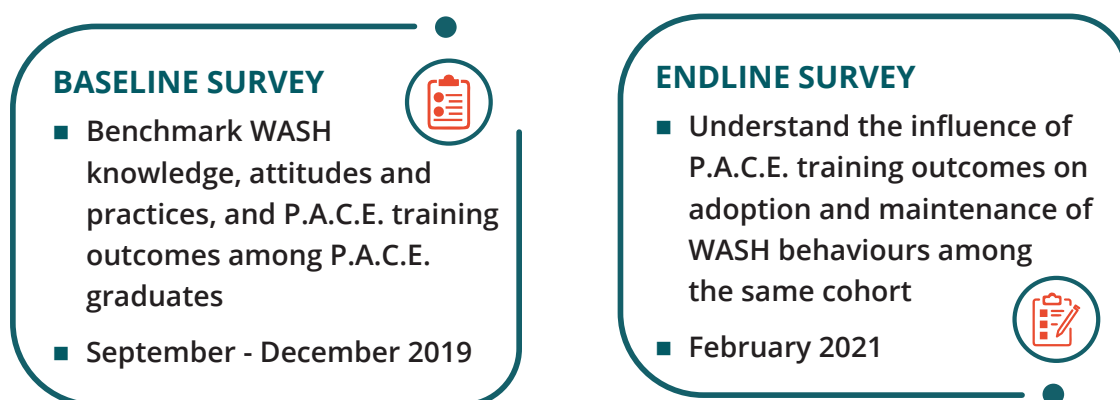 BASELINE SURVEY
■ Benchmark WASH
knowledge, attitudes and
practices, and P.A.C.E. training
outcomes among P.A.C.E.
graduates
■ September - December 2019
ENDLINE SURVEY
■ Understand the influence of
P.A.C.E. training outcomes on
adoption and maintenance of
WASH behaviours among
the same cohort
■ February 2021